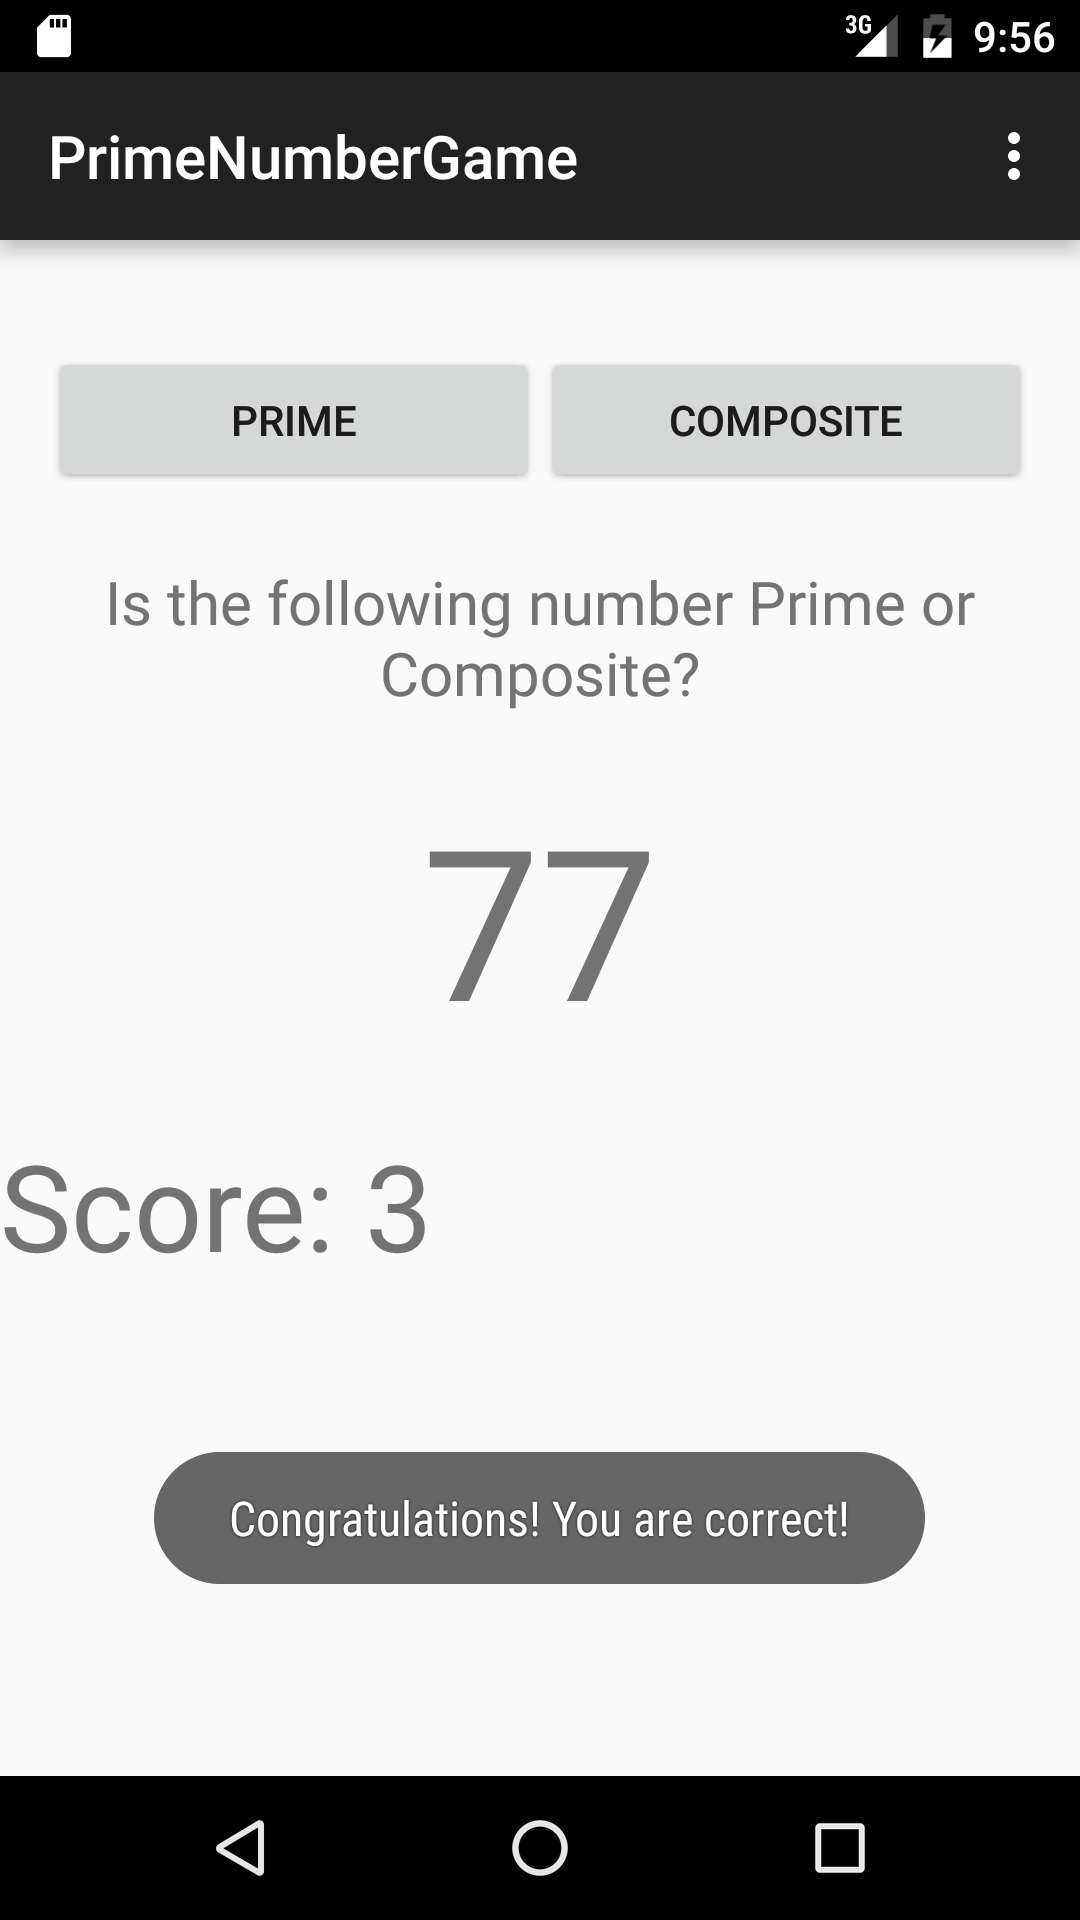 3G 9:56
PrimeNumberGame
PRIME COMPOSITE
Is the following number Prime or
Composite?
77
Score: 3
Congratulations! You are correct!